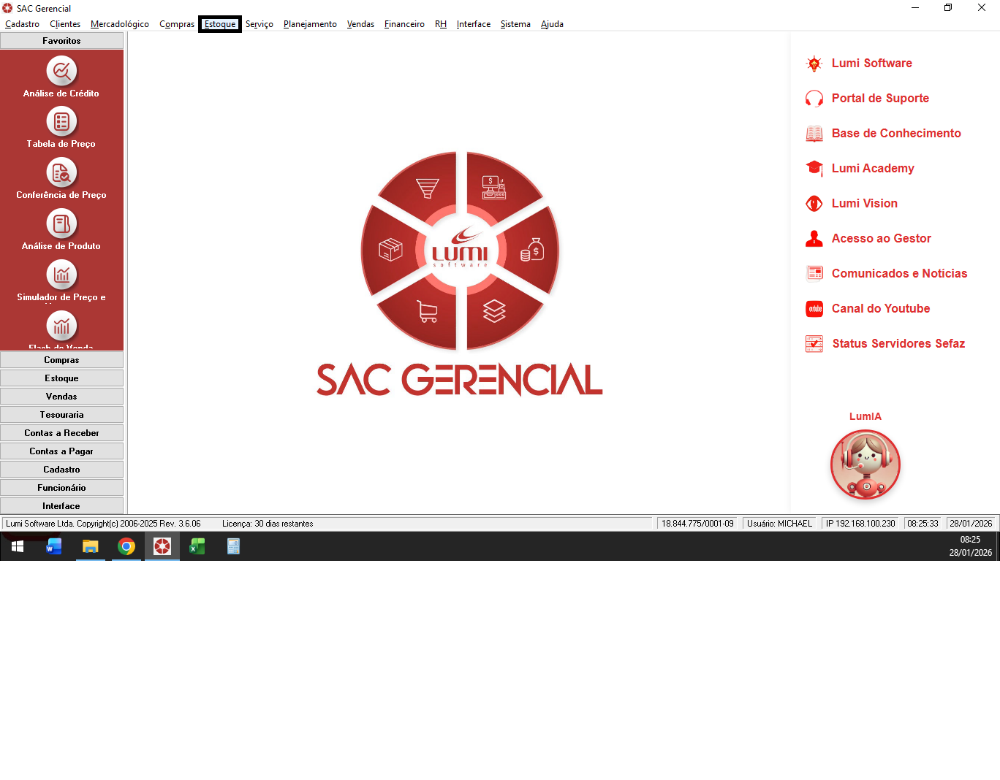 SAC Gerencial
Cadastro Clientes Mercadológico Compras Estoque Serviço Planejamento Vendas Financeiro RH Interface Sistema Ajuda
Favoritos
Análise de Crédito
Tabela de Preço
Conferência de Preço
Análise de Produto
Simulador de Preço e
Flash de Venda
Compras
Estoque
Vendas
Tesouraria
Contas a Receber
Contas a Pagar
Cadastro
Funcionário
Interface
LUMI
software
SAC GERENCIAL
Lumi Software
Portal de Suporte
Base de Conhecimento
Lumi Academy
Lumi Vision
Acesso ao Gestor
Comunicados e Notícias
Canal do Youtube
Status Servidores Sefaz
LumIA
Lumi Software Ltda. Copyright(c) 2006-2025 Rev. 3.6.06 Licença: 30 dias restantes 18.844.775/0001-09 Usuário: MICHAEL IP 192.168.100.230 08:25:33 28/01/2026
08:25
28/01/2026